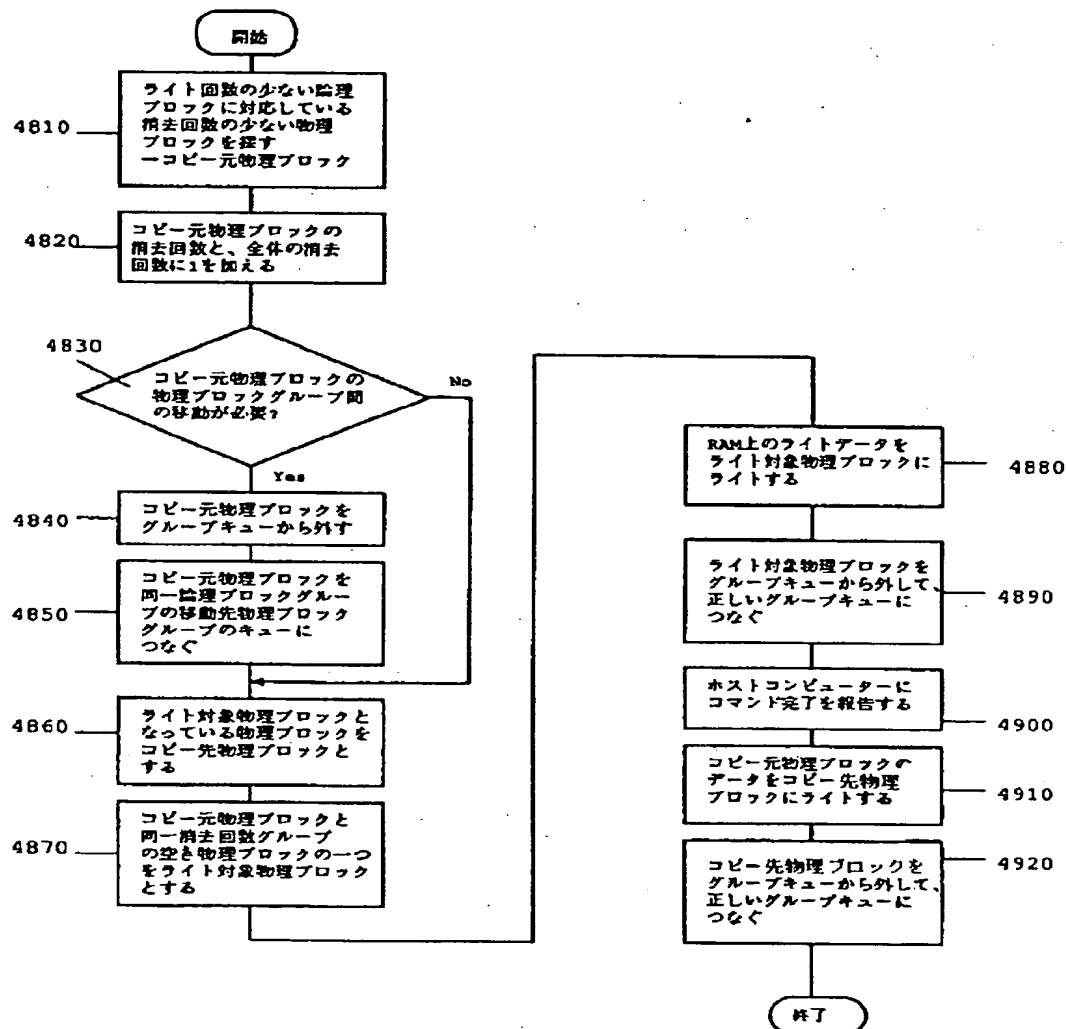 開始
4810
ライト回数の少ない論理
ブロックに対応している
消去回数の少ない物理
ブロックを探す
→コピー元物理ブロック
4820
コピー元物理ブロックの
消去回数と、全体の消去
回数に1を加える
4830
コピー元物理ブロックの
物理ブロックグループ間
の移動が必要?
No
Yes
4840
コピー元物理ブロックを
グループキューから外す
4850
コピー元物理ブロックを
同一論理ブロックグルー
プの移動先物理ブロック
グループのキューに
つなぐ
4860
ライト対象物理ブロックと
なっている物理ブロックを
コピー先物理ブロックと
する
4870
コピー元物理ブロックと
同一消去回数グループ
の空き物理ブロックの一つ
をライト対象物理ブロック
とする
RAM上のライトデータを
ライト対象物理ブロックに
ライトする
4880
ライト対象物理ブロックを
グループキューから外して、
正しいグループキューに
つなぐ
4890
ホストコンピューターに
コマンド完了を報告する
4900
コピー元物理ブロックの
データをコピー先物理
ブロックにライトする
4910
コピー先物理ブロックを
グループキューから外して、
正しいグループキューに
つなぐ
4920
終了